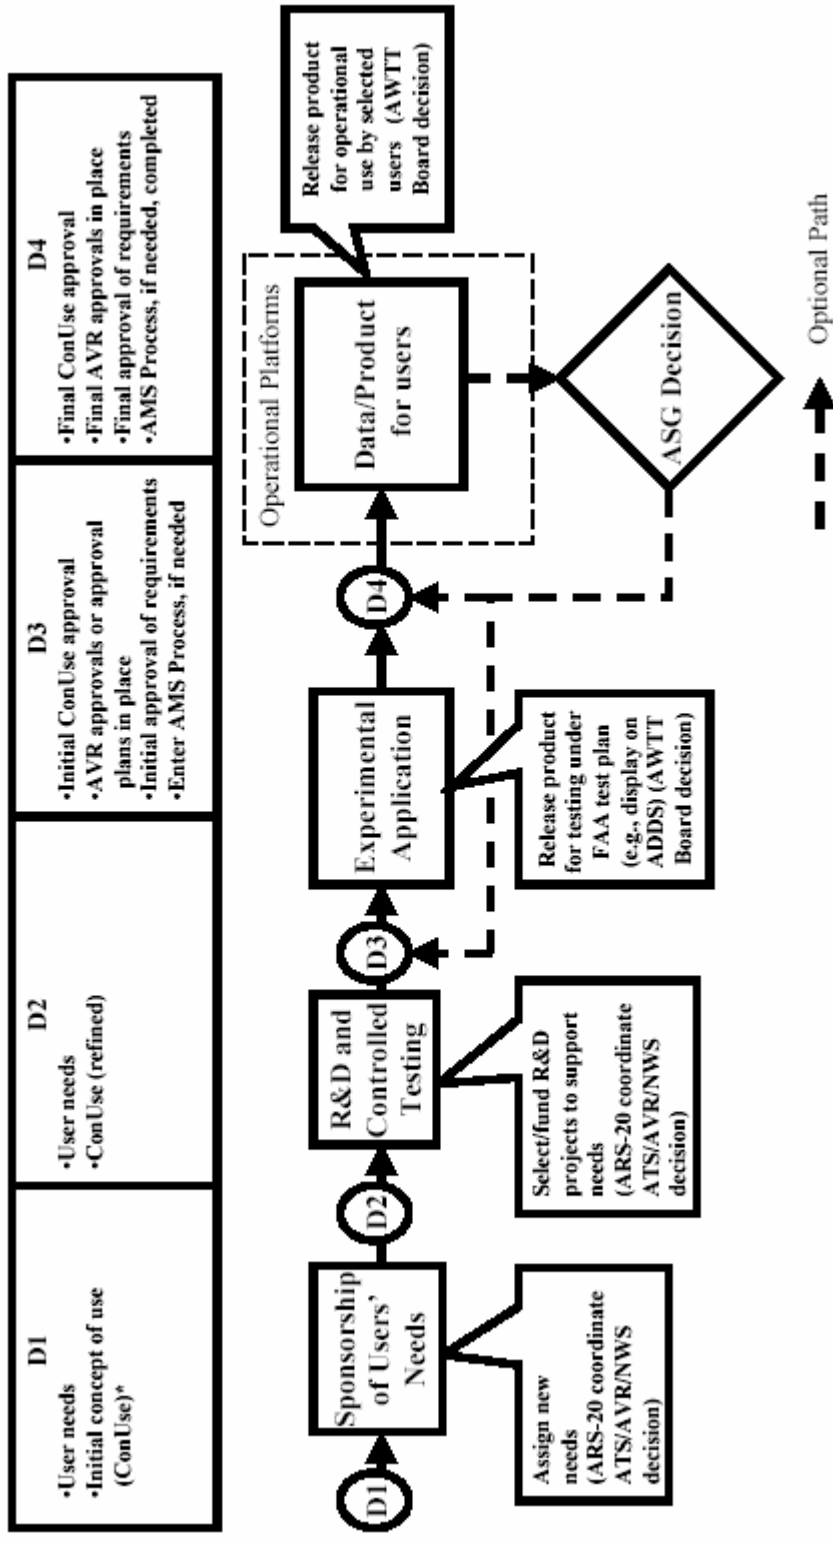 D1
•User needs
•Initial concept of use
(ConUse)*
D2
•User needs
•ConUse (refined)
D3
•Initial ConUse approval
•AVR approvals or approval
plans in place
•Initial approval of requirements
•Enter AMS Process, if needed
D4
•Final ConUse approval
•Final AVR approvals in place
•Final approval of requirements
•AMS Process, if needed, completed
D1
Sponsorship
of Users’
Needs
D2
R&D and
Controlled
Testing
D3
Experimental
Application
D4
Operational Platforms
Data/Product
for users
Release product
for operational
use by selected
users (AWTT
Board decision)
Assign new
needs
(ARS-20 coordinate
ATS/AVR/NWS
decision)
Select/fund R&D
projects to support
needs
(ARS-20 coordinate
ATS/AVR/NWS
decision)
Release product
for testing under
FAA test plan
(e.g., display on
ADDS) (AWTT
Board decision)
ASG Decision
Optional Path